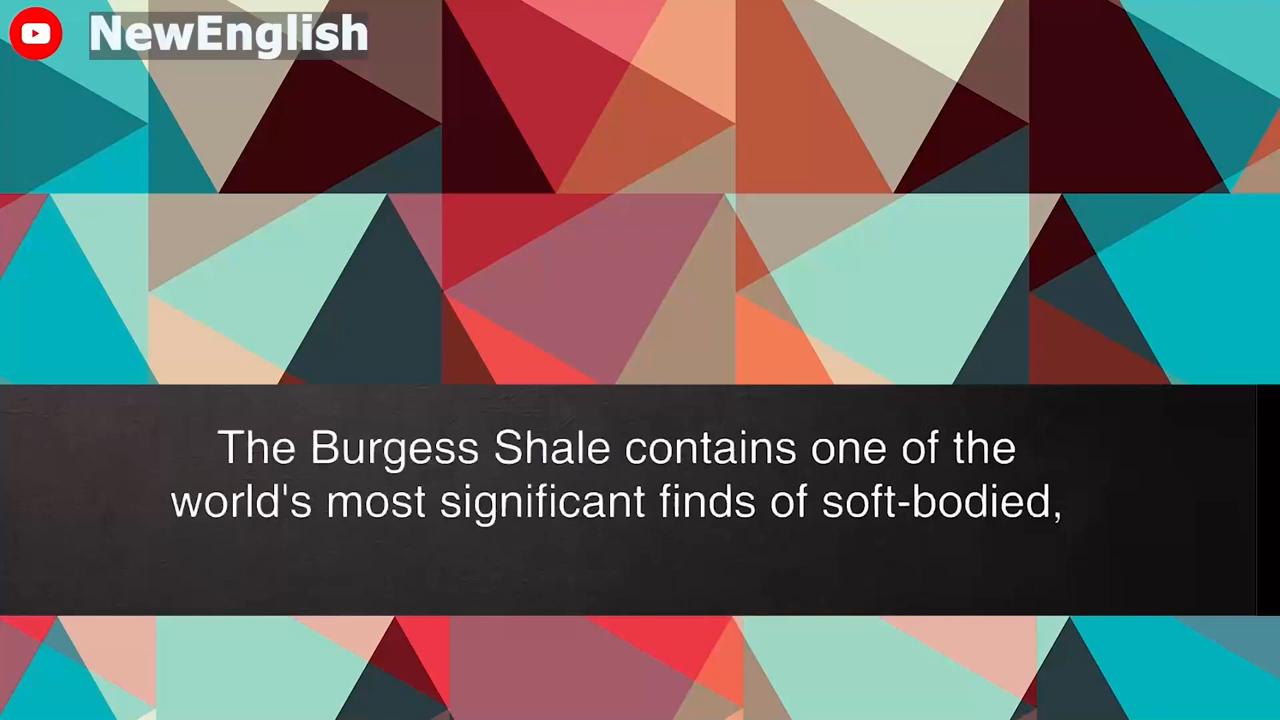 NewEnglish
The Burgess Shale contains one of the
world's most significant finds of soft-bodied,